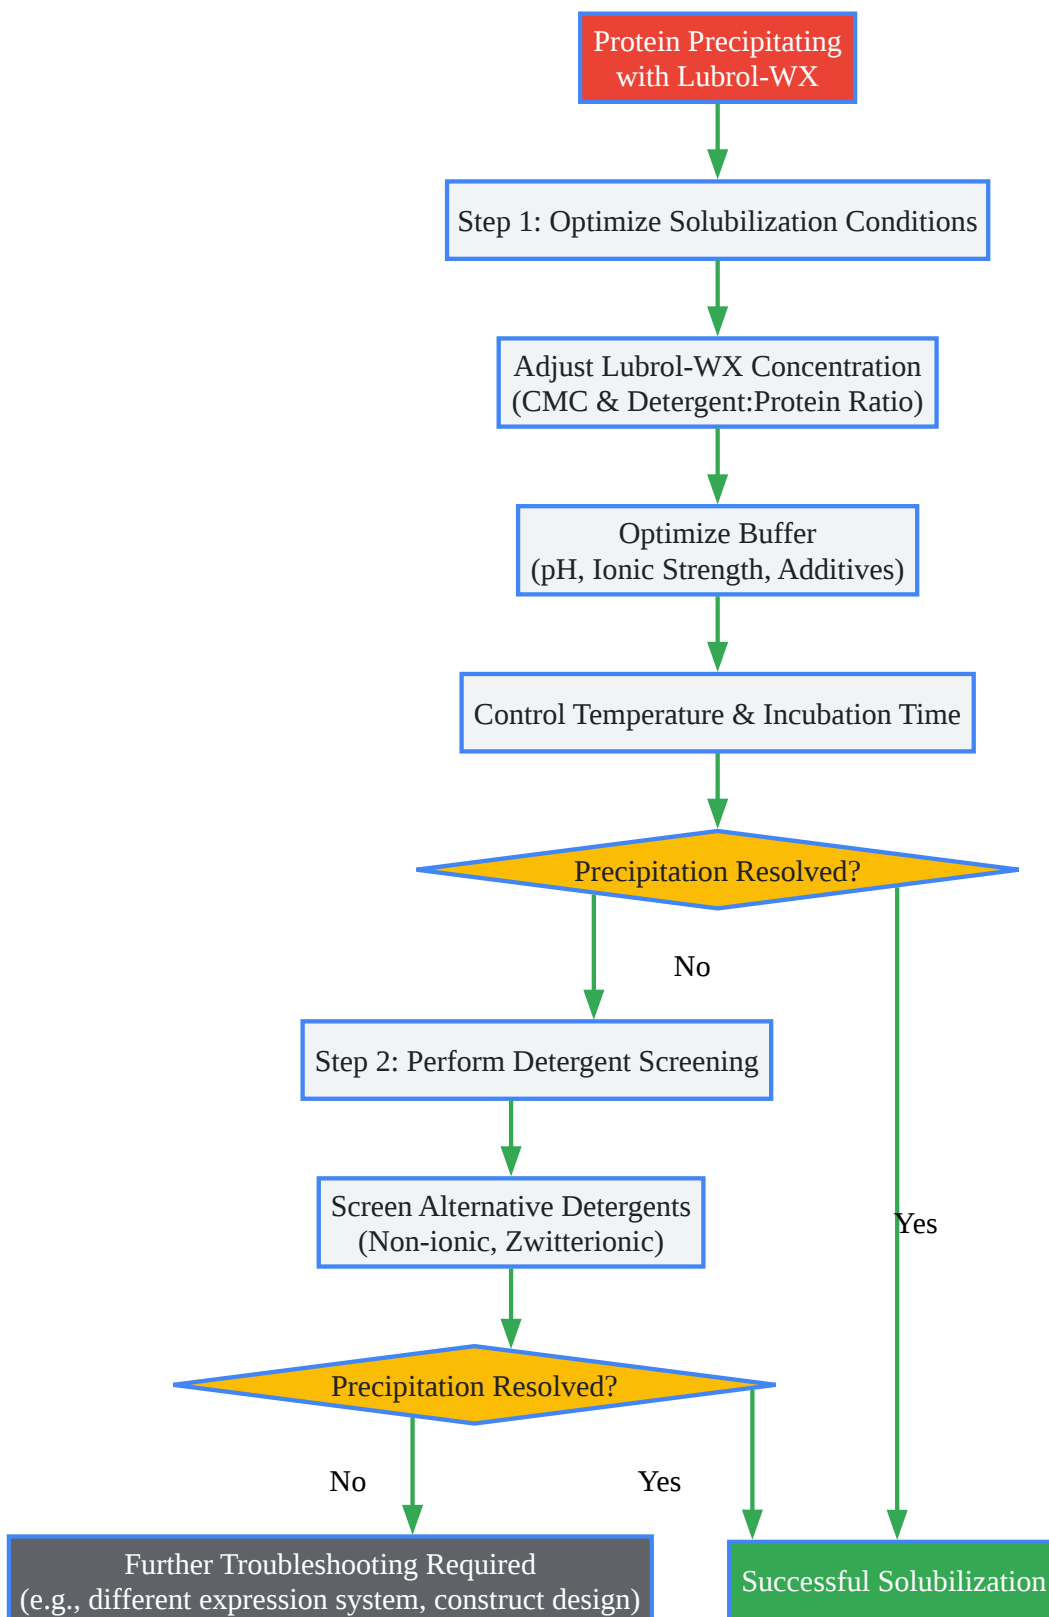 Protein Precipitating
with Lubrol-WX
Step 1: Optimize Solubilization Conditions
Adjust Lubrol-WX Concentration
(CMC & Detergent:Protein Ratio)
Optimize Buffer
(pH, Ionic Strength, Additives)
Control Temperature & Incubation Time
Precipitation Resolved?
No
Step 2: Perform Detergent Screening
Screen Alternative Detergents
(Non-ionic, Zwitterionic)
Yes
Precipitation Resolved?
No
Yes
Further Troubleshooting Required
(e.g., different expression system, construct design)
Successful Solubilization